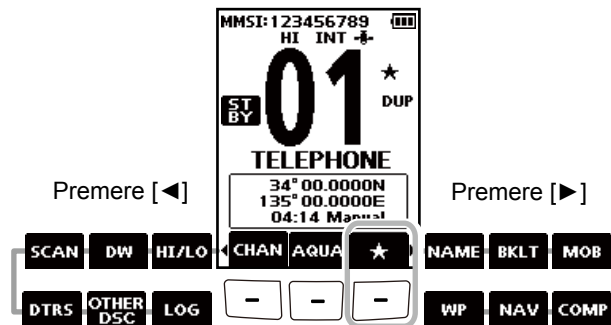 MMSI:123456789
HI INT
01
★
ST BY
DUP
TELEPHONE
34°00.0000N
135°00.0000E
04:14 Manual
Premere [◄]
Premere [►]
SCAN DW HI/LO CHAN AQUA ★ NAME BKLT MOB
DTRS OTHER DSC LOG - - - WP NAV COMP